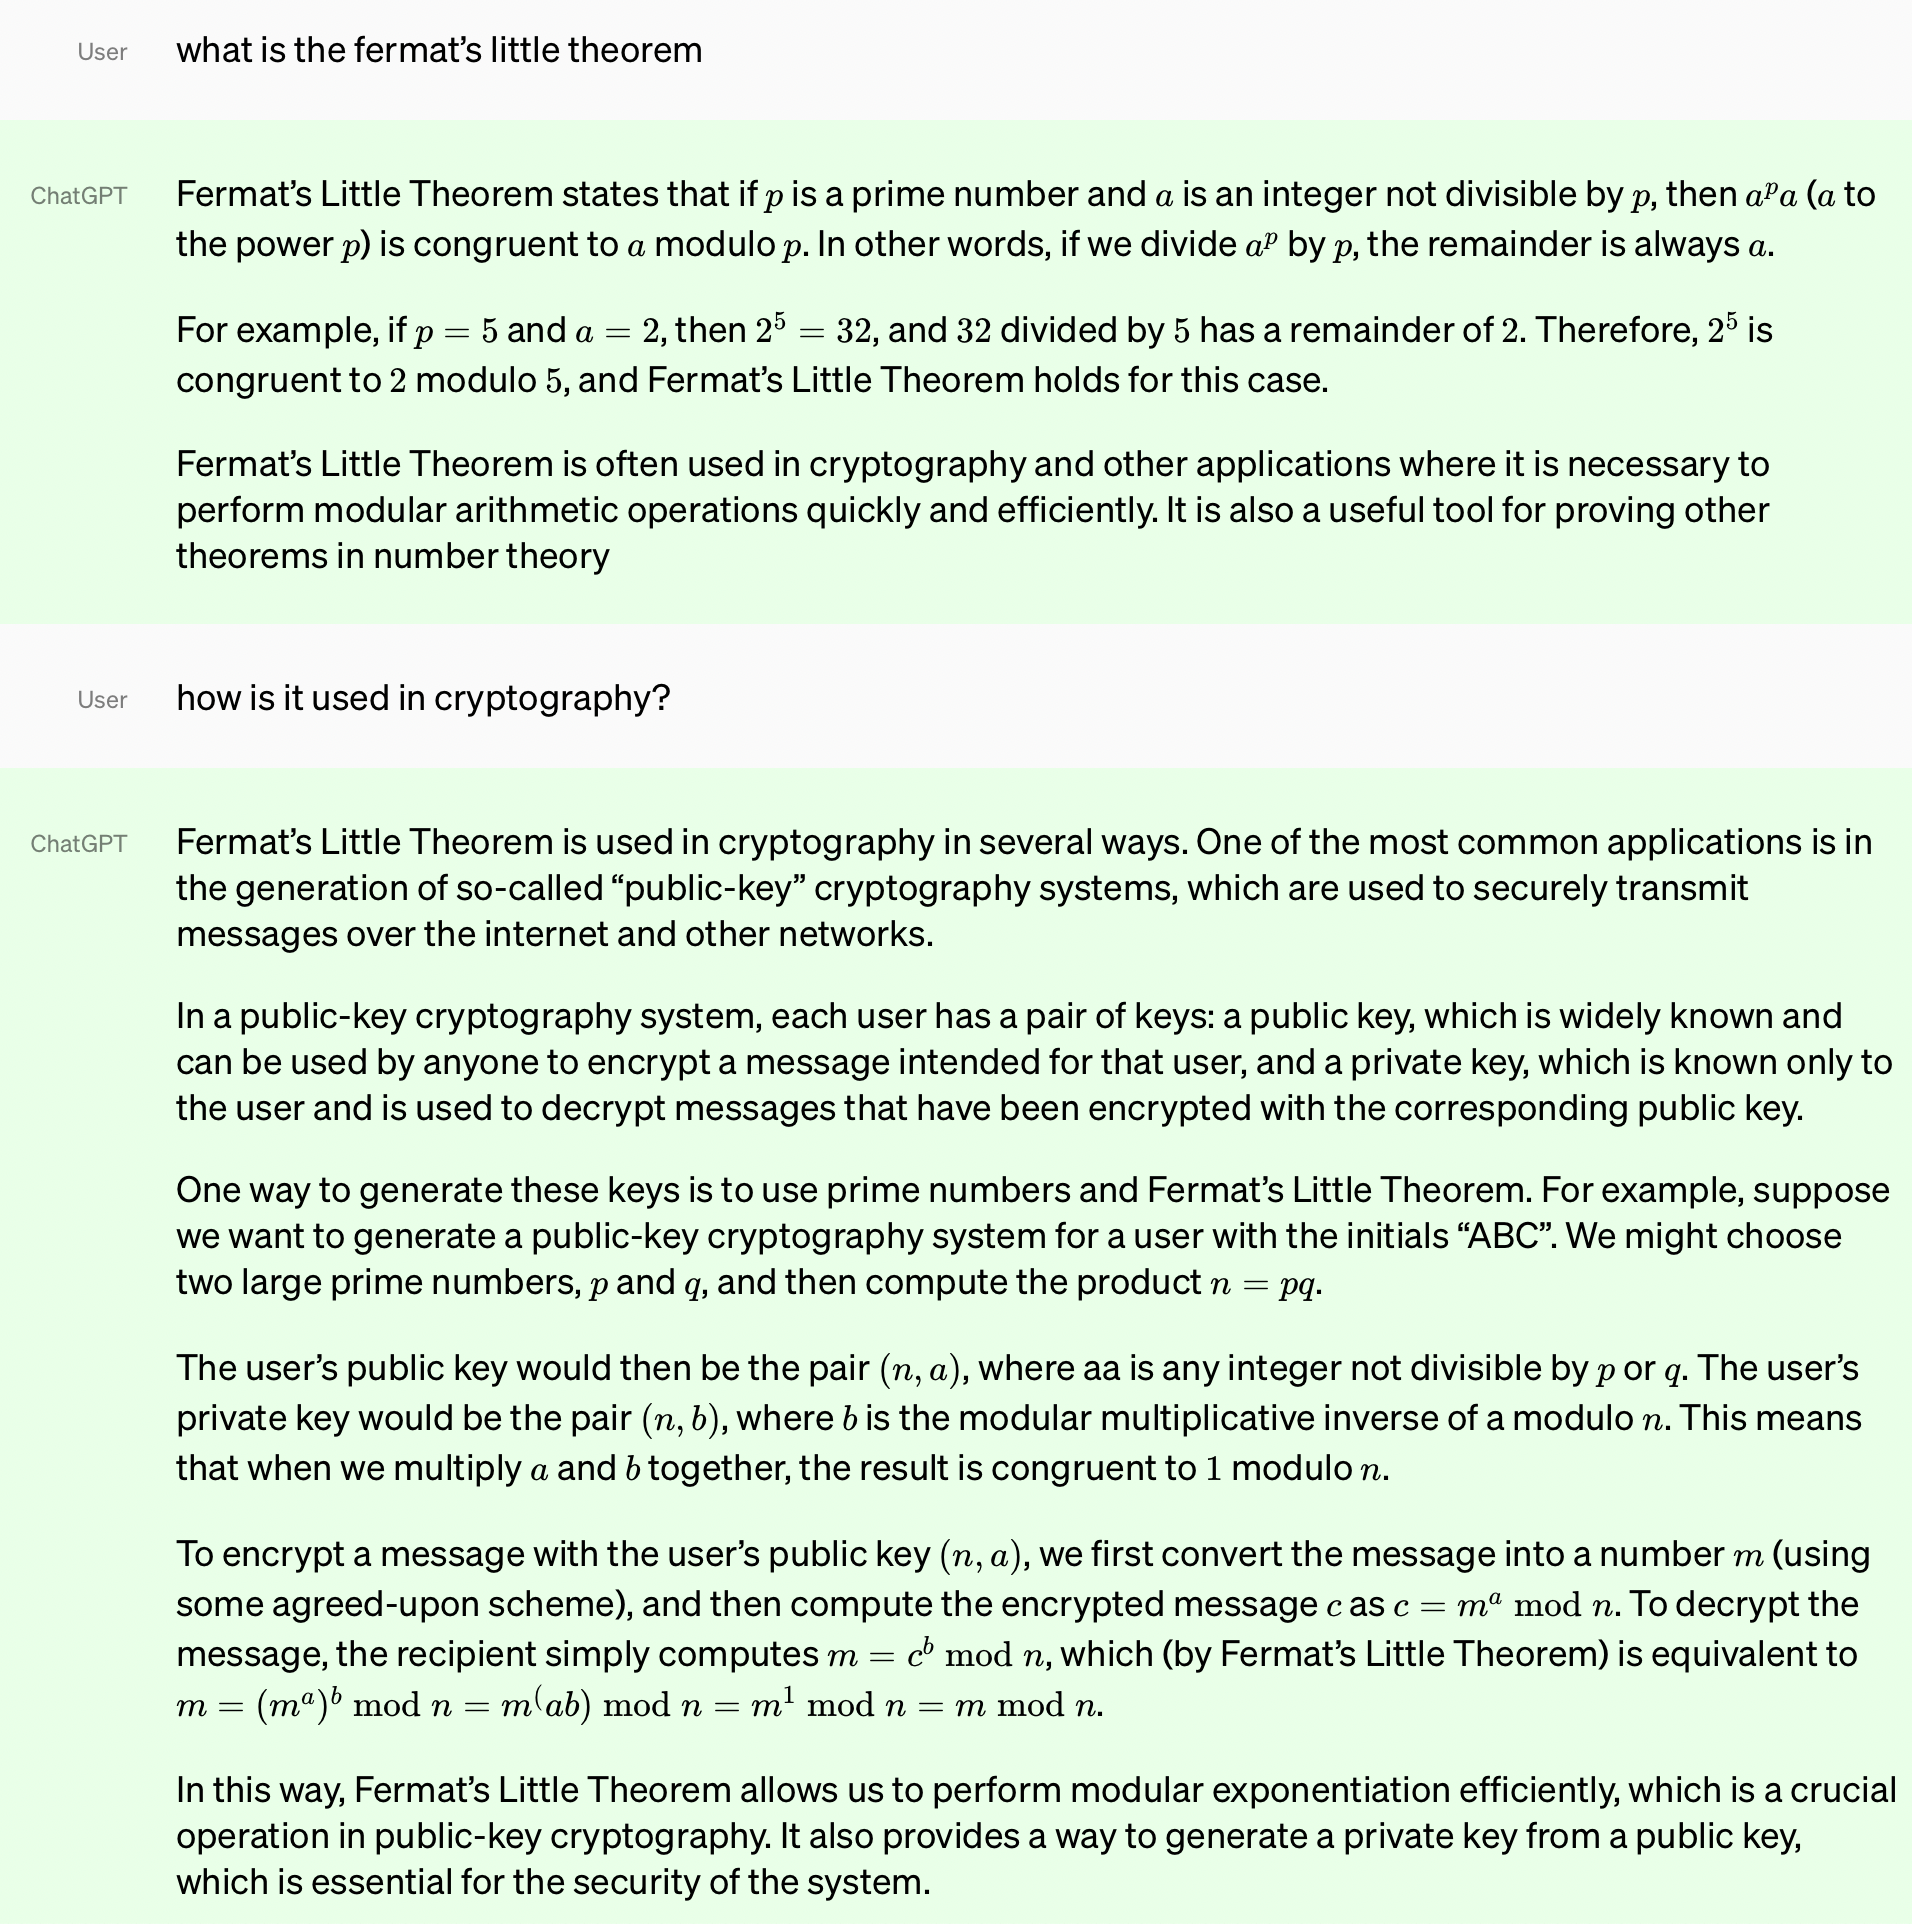 User what is the fermat’s little theorem
ChatGPT Fermat’s Little Theorem states that if p is a prime number and a is an integer not divisible by p, then aᵖa (a to
the power p) is congruent to a modulo p. In other words, if we divide aᵖ by p, the remainder is always a.
For example, if p = 5 and a = 2, then 2⁵ = 32, and 32 divided by 5 has a remainder of 2. Therefore, 2⁵ is
congruent to 2 modulo 5, and Fermat’s Little Theorem holds for this case.
Fermat’s Little Theorem is often used in cryptography and other applications where it is necessary to
perform modular arithmetic operations quickly and efficiently. It is also a useful tool for proving other
theorems in number theory
User how is it used in cryptography?
ChatGPT Fermat’s Little Theorem is used in cryptography in several ways. One of the most common applications is in
the generation of so-called “public-key” cryptography systems, which are used to securely transmit
messages over the internet and other networks.
In a public-key cryptography system, each user has a pair of keys: a public key, which is widely known and
can be used by anyone to encrypt a message intended for that user, and a private key, which is known only to
the user and is used to decrypt messages that have been encrypted with the corresponding public key.
One way to generate these keys is to use prime numbers and Fermat’s Little Theorem. For example, suppose
we want to generate a public-key cryptography system for a user with the initials “ABC”. We might choose
two large prime numbers, p and q, and then compute the product n = pq.
The user’s public key would then be the pair (n, a), where aa is any integer not divisible by p or q. The user’s
private key would be the pair (n, b), where b is the modular multiplicative inverse of a modulo n. This means
that when we multiply a and b together, the result is congruent to 1 modulo n.
To encrypt a message with the user’s public key (n, a), we first convert the message into a number m (using
some agreed-upon scheme), and then compute the encrypted message c as c = mᵃ mod n. To decrypt the
message, the recipient simply computes m = cᵇ mod n, which (by Fermat’s Little Theorem) is equivalent to
m = (mᵃ)ᵇ mod n = m⁽ab) mod n = m¹ mod n = m mod n.
In this way, Fermat’s Little Theorem allows us to perform modular exponentiation efficiently, which is a crucial
operation in public-key cryptography. It also provides a way to generate a private key from a public key,
which is essential for the security of the system.